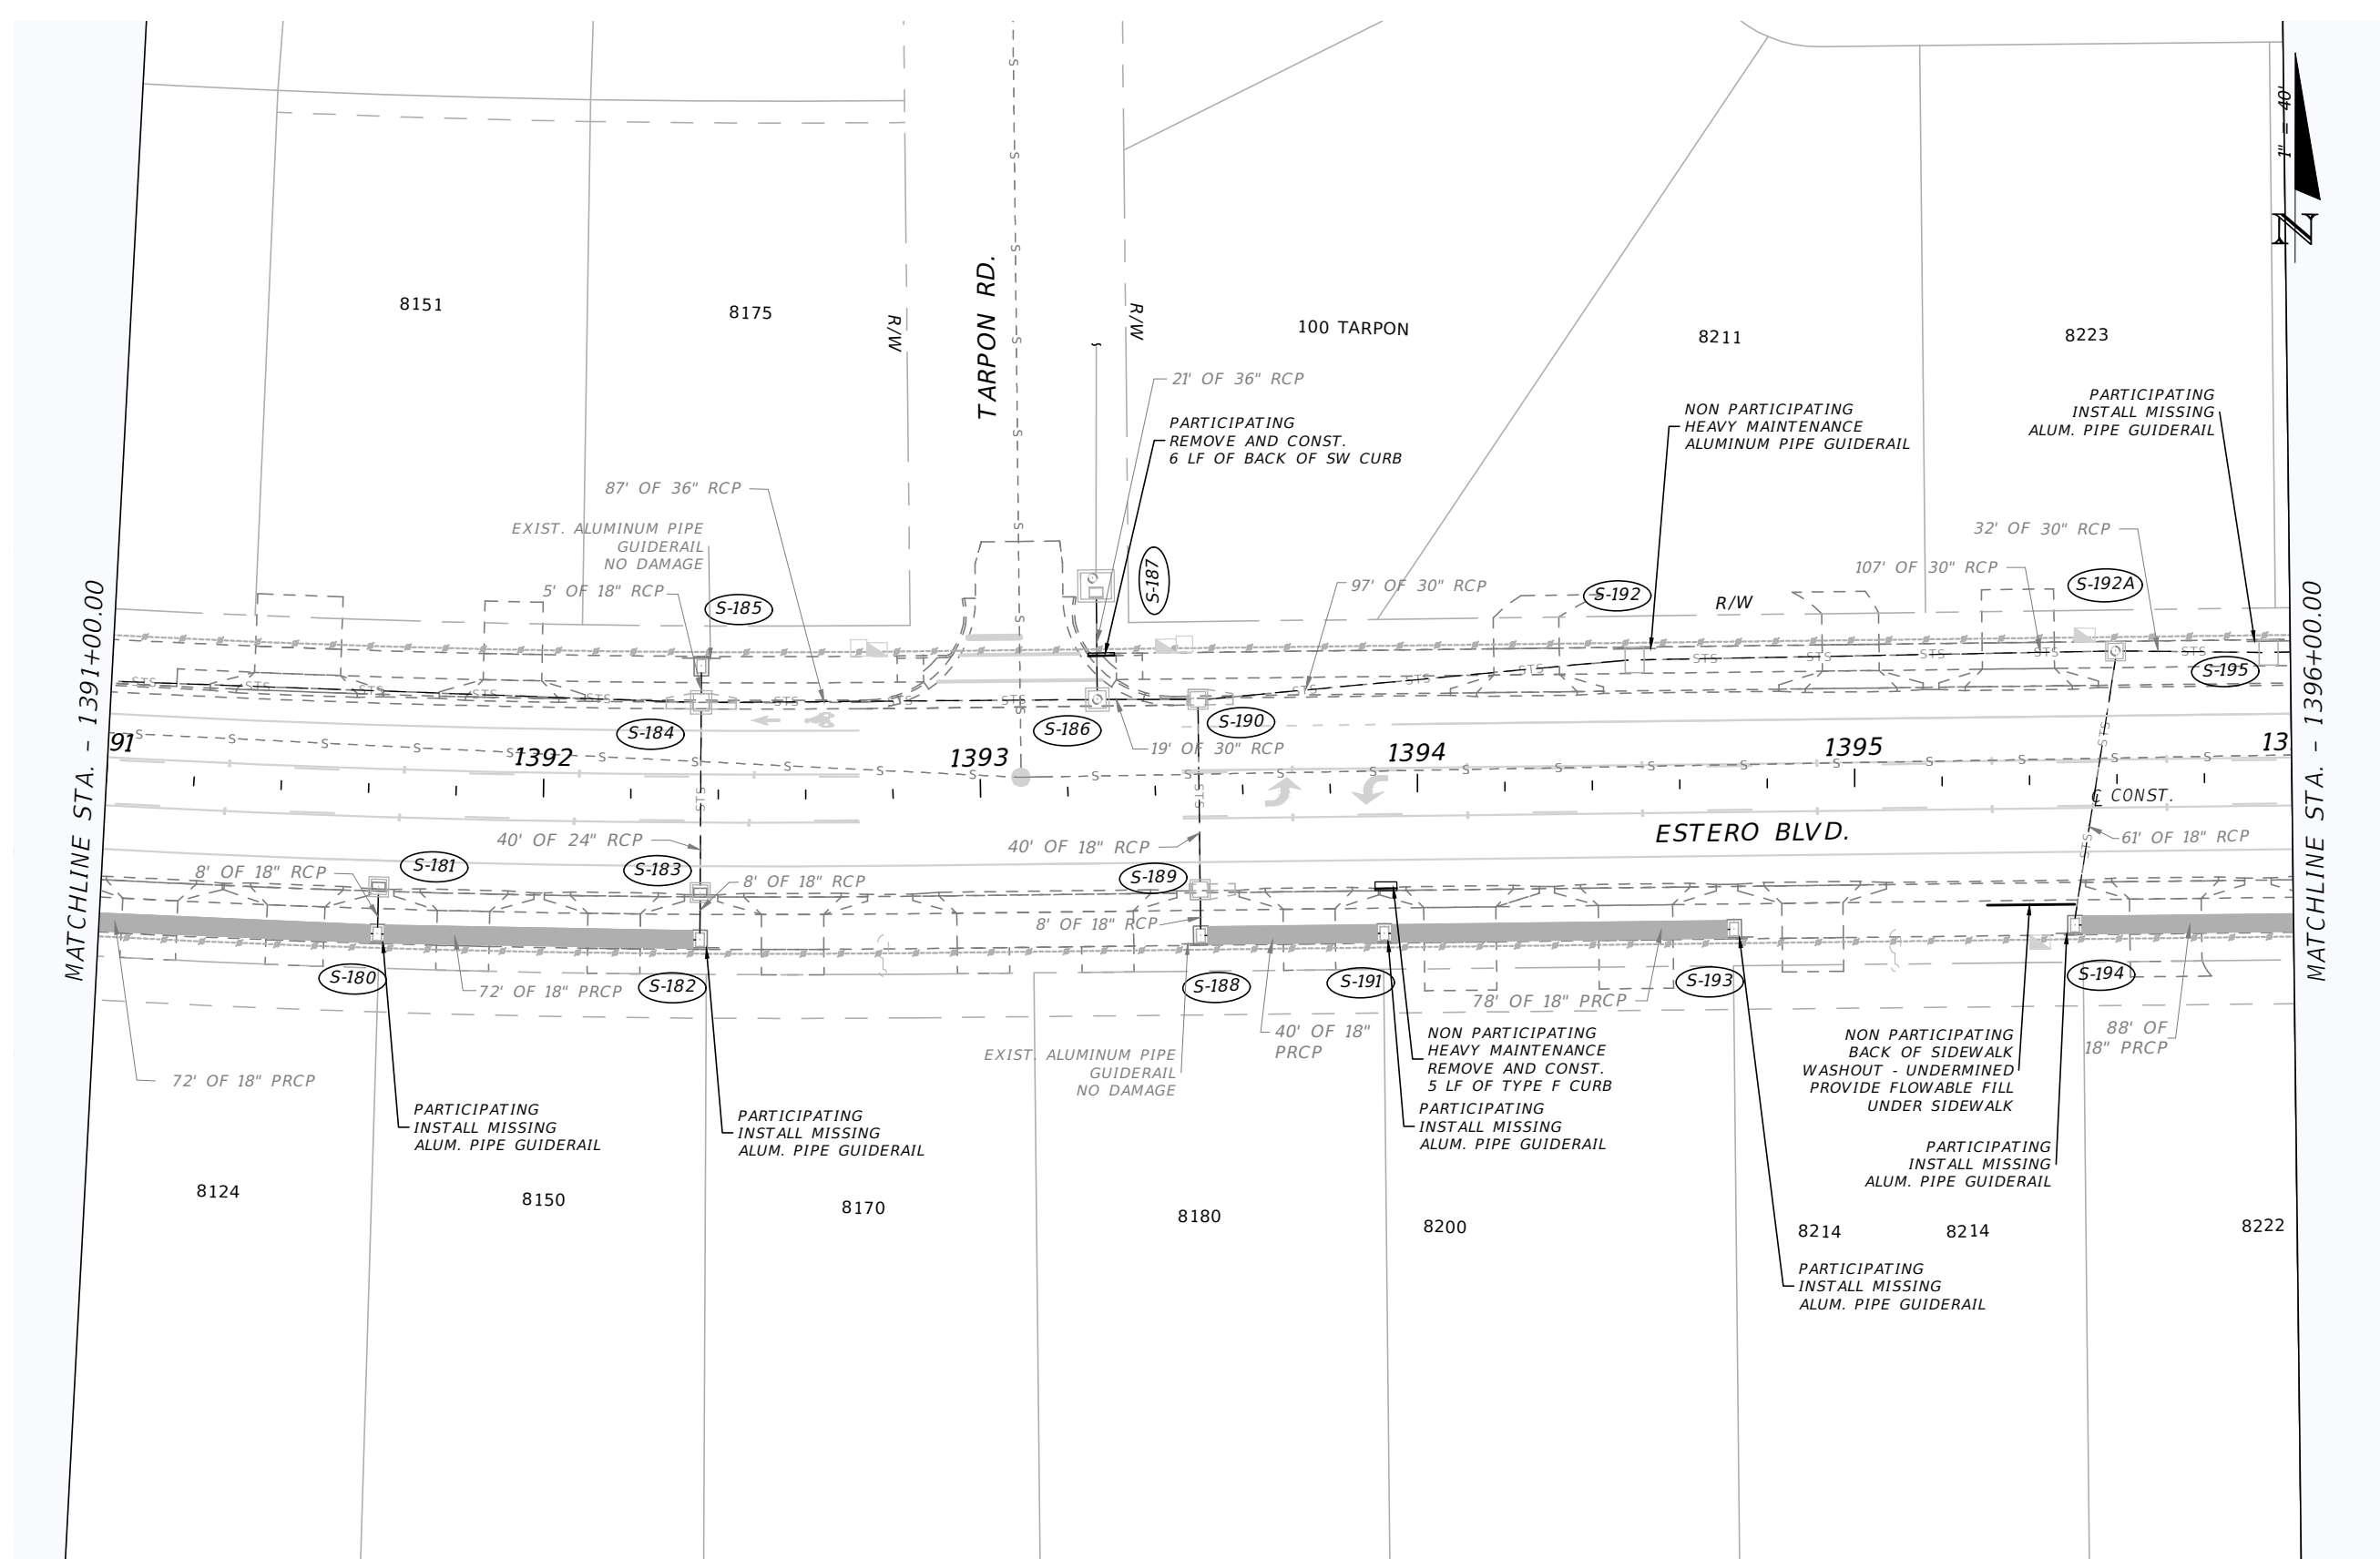 1" = 40'
N
MATCHLINE STA. - 1391+00.00
MATCHLINE STA. - 1396+00.00
8151
8175
R/W
TARPON RD.
R/W
100 TARPON
8211
8223
21' OF 36" RCP
PARTICIPATING
REMOVE AND CONST.
6 LF OF BACK OF SW CURB
NON PARTICIPATING
HEAVY MAINTENANCE
ALUMINUM PIPE GUIDERAIL
PARTICIPATING
INSTALL MISSING
ALUM. PIPE GUIDERAIL
87' OF 36" RCP
EXIST. ALUMINUM PIPE
GUIDERAIL
NO DAMAGE
5' OF 18" RCP
S-185
S-187
97' OF 30" RCP
S-192
R/W
107' OF 30" RCP
32' OF 30" RCP
S-192A
S-195
S-184
S-186
S-190
19' OF 30" RCP
91
1392
1393
1394
1395
13
℄ CONST.
ESTERO BLVD.
40' OF 24" RCP
40' OF 18" RCP
61' OF 18" RCP
8' OF 18" RCP
S-181
S-183
8' OF 18" RCP
S-189
8' OF 18" RCP
S-180
72' OF 18" PRCP
S-182
S-188
S-191
78' OF 18" PRCP
S-193
S-194
72' OF 18" PRCP
EXIST. ALUMINUM PIPE
GUIDERAIL
NO DAMAGE
40' OF 18"
PRCP
NON PARTICIPATING
HEAVY MAINTENANCE
REMOVE AND CONST.
5 LF OF TYPE F CURB
PARTICIPATING
INSTALL MISSING
ALUM. PIPE GUIDERAIL
NON PARTICIPATING
BACK OF SIDEWALK
WASHOUT - UNDERMINED
PROVIDE FLOWABLE FILL
UNDER SIDEWALK
88' OF
18" PRCP
PARTICIPATING
INSTALL MISSING
ALUM. PIPE GUIDERAIL
PARTICIPATING
INSTALL MISSING
ALUM. PIPE GUIDERAIL
PARTICIPATING
INSTALL MISSING
ALUM. PIPE GUIDERAIL
8124
8150
8170
8180
8200
8214
8214
8222
PARTICIPATING
INSTALL MISSING
ALUM. PIPE GUIDERAIL